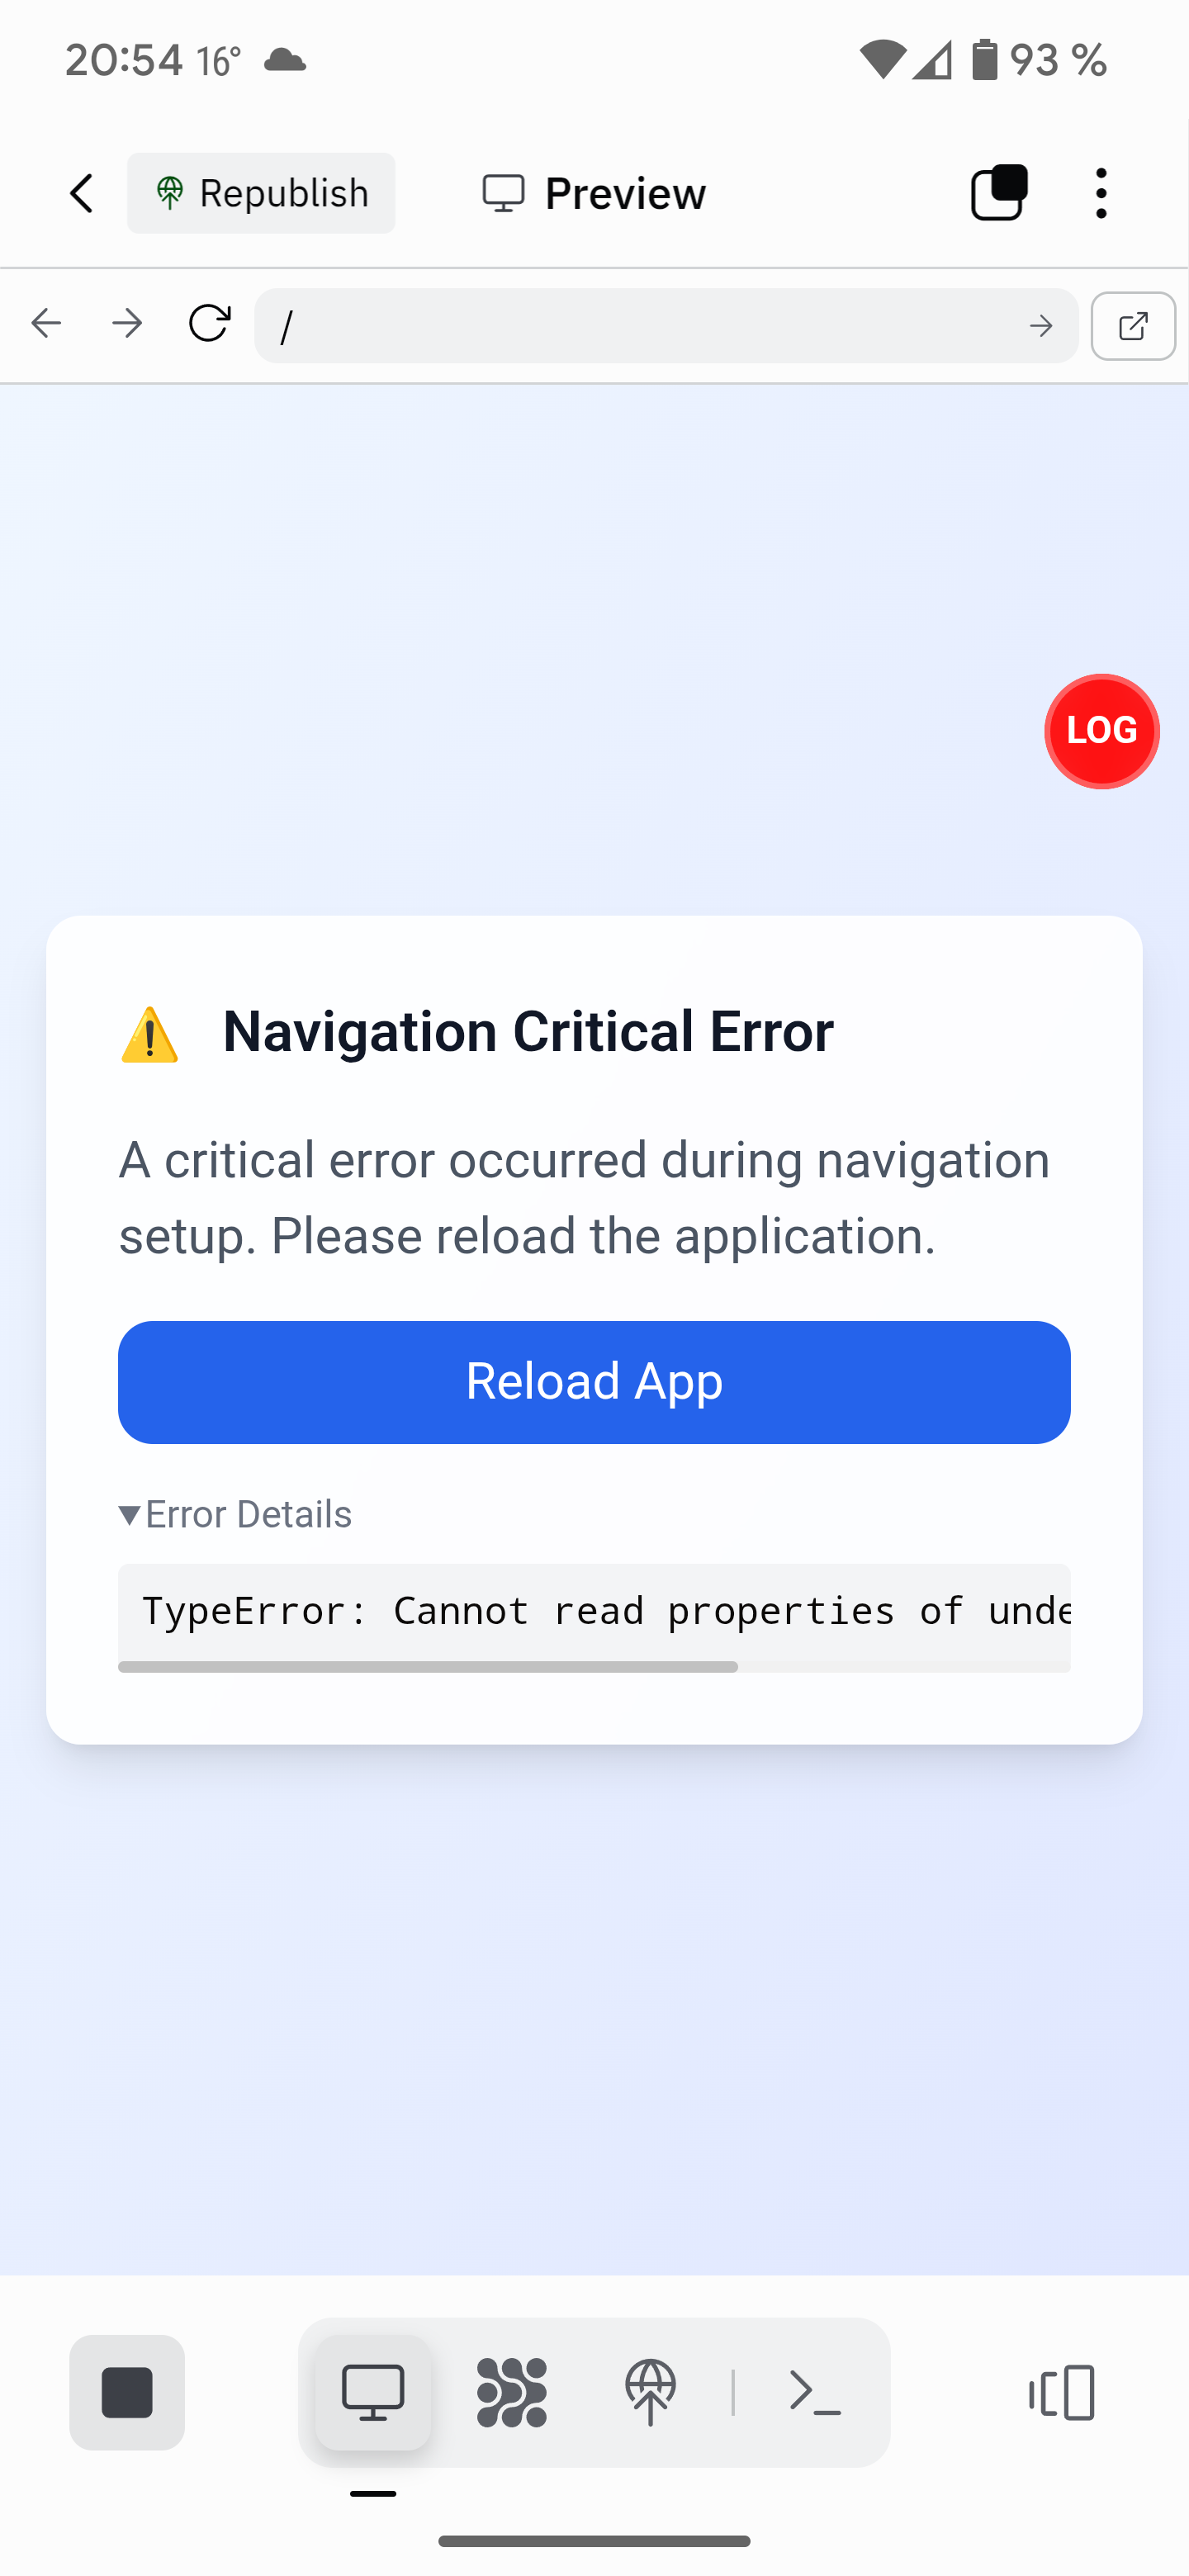 20:54 16° 93 %
Republish Preview
/
LOG
Navigation Critical Error
A critical error occurred during navigation
setup. Please reload the application.
Reload App
Error Details
TypeError: Cannot read properties of unde